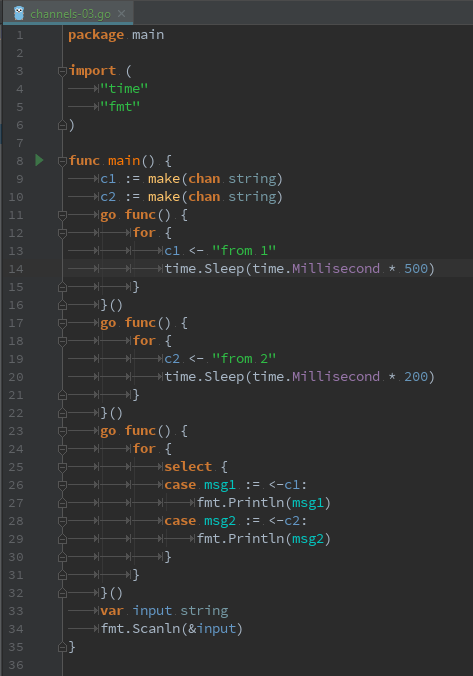 channels-03.go
1 package main
2
3 import (
4 "time"
5 "fmt"
6 )
7
8 func main() {
9 c1 := make(chan string)
10 c2 := make(chan string)
11 go func() {
12 for {
13 c1 <- "from 1"
14 time.Sleep(time.Millisecond * 500)
15 }
16 }()
17 go func() {
18 for {
19 c2 <- "from 2"
20 time.Sleep(time.Millisecond * 200)
21 }
22 }()
23 go func() {
24 for {
25 select {
26 case msg1 := <-c1:
27 fmt.Println(msg1)
28 case msg2 := <-c2:
29 fmt.Println(msg2)
30 }
31 }
32 }()
33 var input string
34 fmt.Scanln(&input)
35 }
36